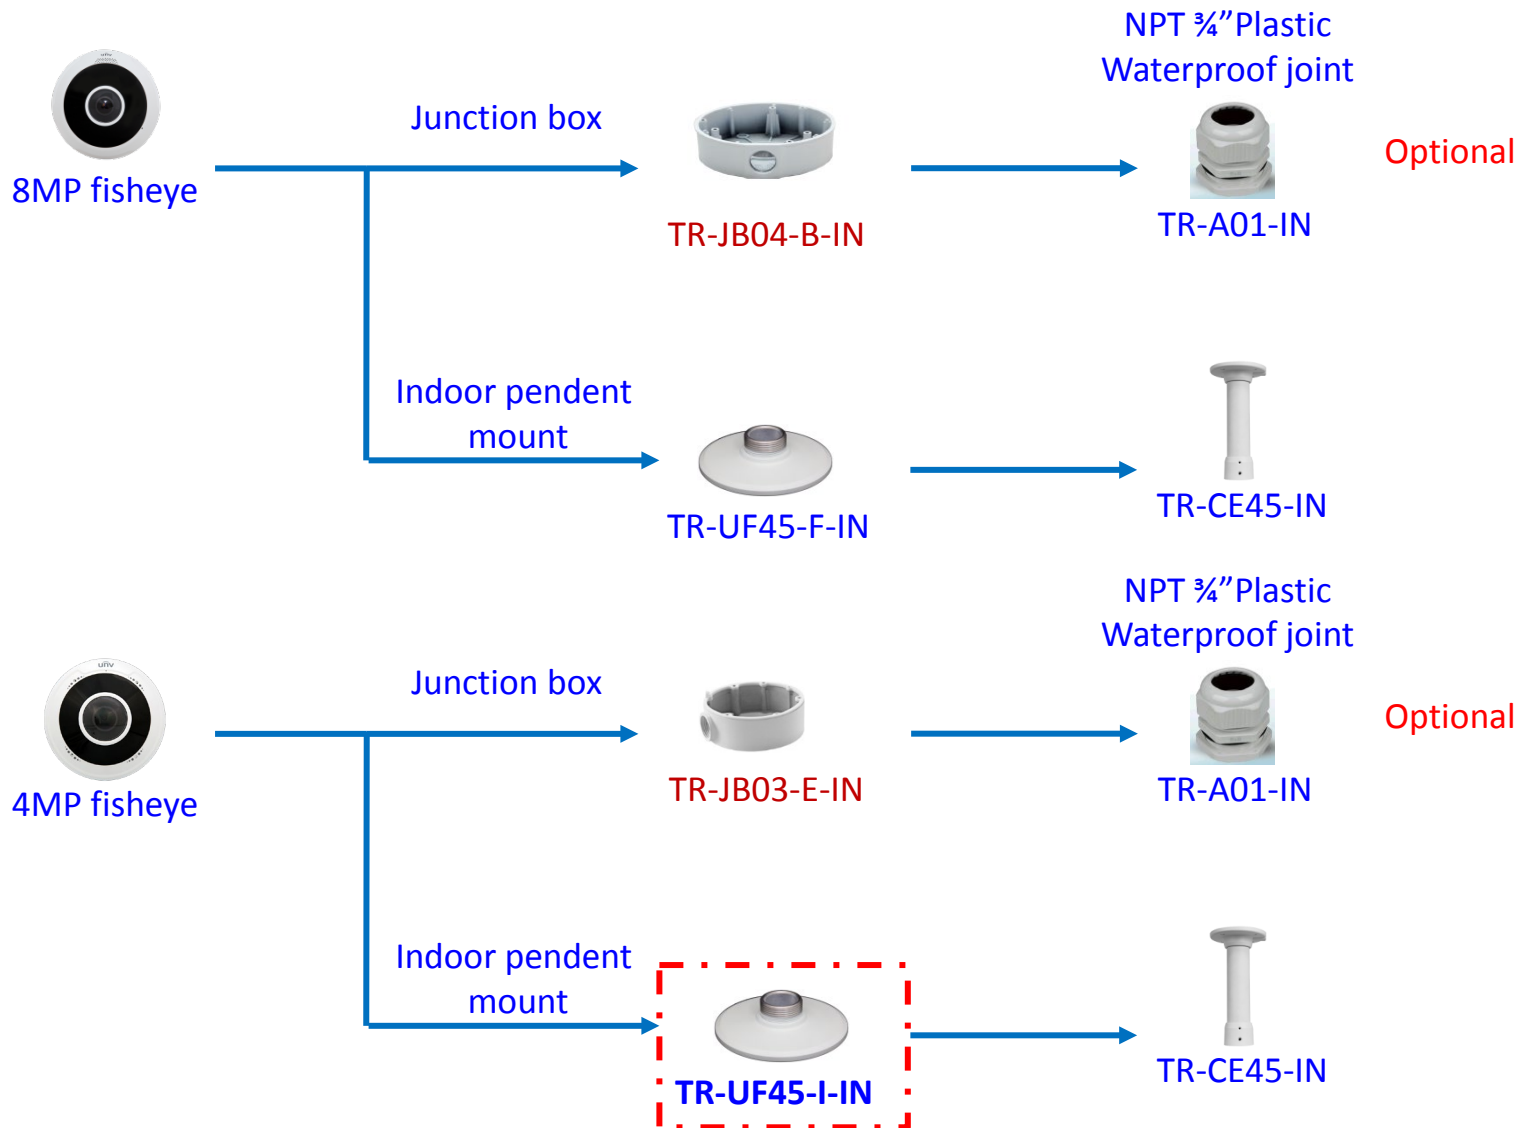 NPT ¾”Plastic
Waterproof joint
Junction box
Optional
8MP fisheye
TR-JB04-B-IN
TR-A01-IN
Indoor pendent
mount
TR-UF45-F-IN
TR-CE45-IN
NPT ¾”Plastic
Waterproof joint
unv
Junction box
Optional
4MP fisheye
TR-JB03-E-IN
TR-A01-IN
Indoor pendent
mount
TR-UF45-I-IN
TR-CE45-IN